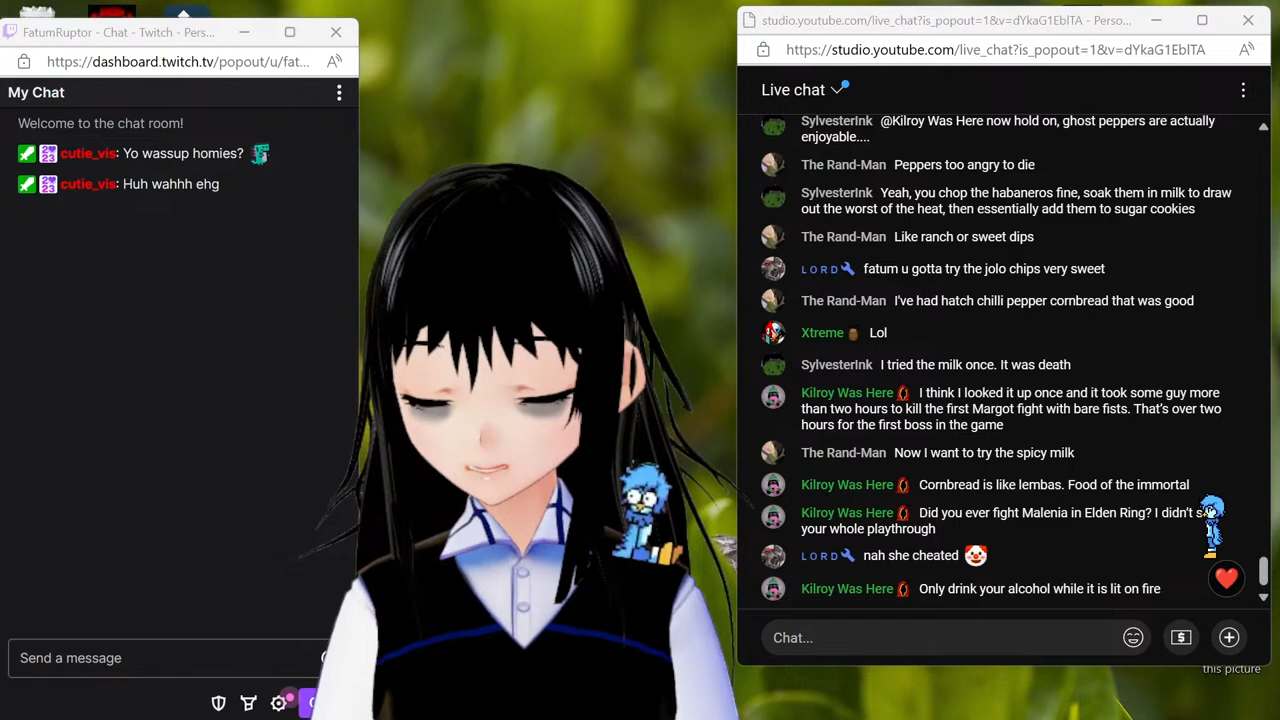 FatumRuptor - Chat - Twitch - Pers...
https://dashboard.twitch.tv/popout/u/fat...
My Chat
Welcome to the chat room!
cutie_vis: Yo wassup homies?
cutie_vis: Huh wahhh ehg
Send a message
studio.youtube.com/live_chat?is_popout=1&v=dYkaG1EblTA - Perso...
https://studio.youtube.com/live_chat?is_popout=1&v=dYkaG1EblTA
Live chat
SylvesterInk @Kilroy Was Here now hold on, ghost peppers are actually
enjoyable....
The Rand-Man Peppers too angry to die
SylvesterInk Yeah, you chop the habaneros fine, soak them in milk to draw
out the worst of the heat, then essentially add them to sugar cookies
The Rand-Man Like ranch or sweet dips
L O R D fatum u gotta try the jolo chips very sweet
The Rand-Man I've had hatch chilli pepper cornbread that was good
Xtreme Lol
SylvesterInk I tried the milk once. It was death
Kilroy Was Here I think I looked it up once and it took some guy more
than two hours to kill the first Margot fight with bare fists. That's over two
hours for the first boss in the game
The Rand-Man Now I want to try the spicy milk
Kilroy Was Here Cornbread is like lembas. Food of the immortal
Kilroy Was Here Did you ever fight Malenia in Elden Ring? I didn't
your whole playthrough
L O R D nah she cheated 🤡
Kilroy Was Here Only drink your alcohol while it is lit on fire
Chat...
this picture